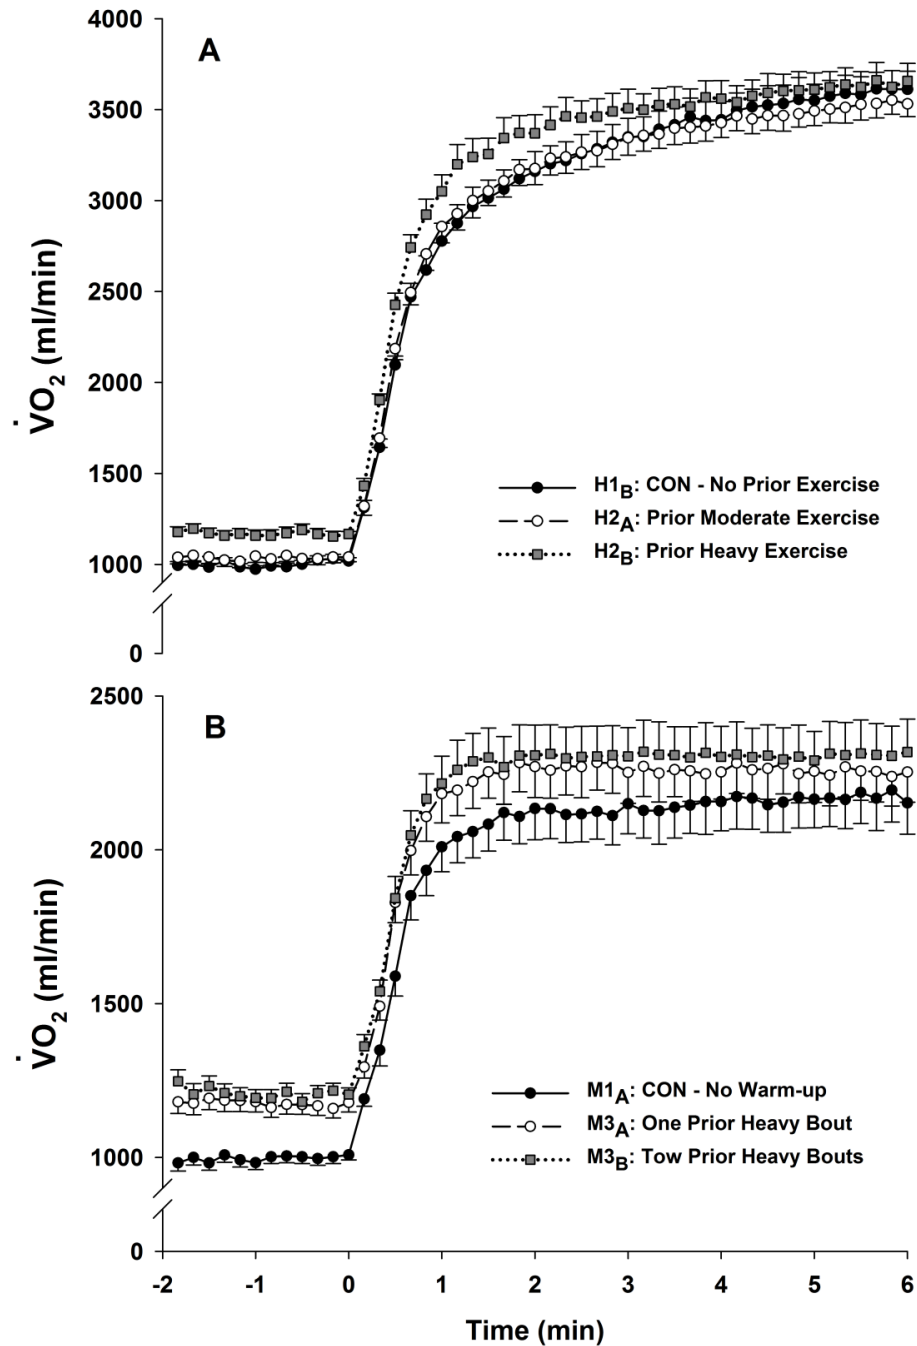 4000
A
3500
3000
2500
2000
1500
1000
0
V̇O2 (ml/min)
H1B: CON - No Prior Exercise
H2A: Prior Moderate Exercise
H2B: Prior Heavy Exercise
2500
B
2000
1500
1000
0
V̇O2 (ml/min)
M1A: CON - No Warm-up
M3A: One Prior Heavy Bout
M3B: Tow Prior Heavy Bouts
-2 -1 0 1 2 3 4 5 6
Time (min)